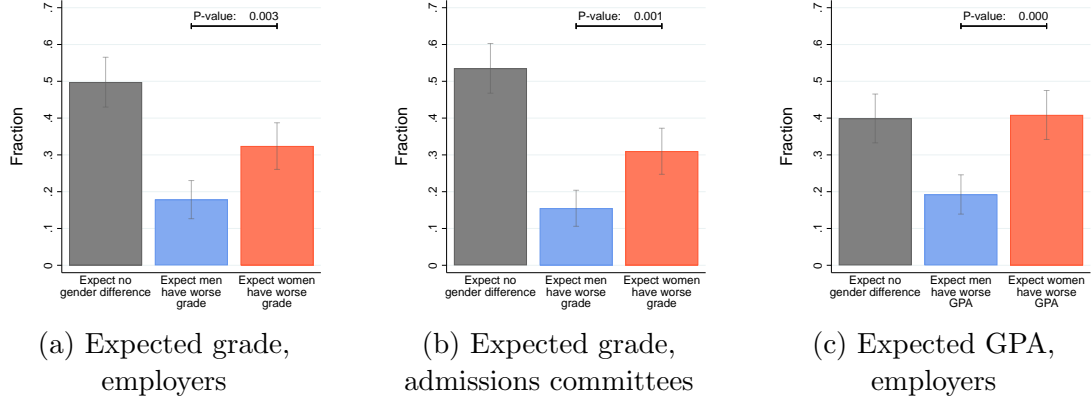 P-value: 0.003
Fraction
.7
.6
.5
.4
.3
.2
.1
0
Expect no
gender difference
Expect men
have worse
grade
Expect women
have worse
grade
(a) Expected grade,
employers
P-value: 0.001
Fraction
.7
.6
.5
.4
.3
.2
.1
0
Expect no
gender difference
Expect men
have worse
grade
Expect women
have worse
grade
(b) Expected grade,
admissions committees
P-value: 0.000
Fraction
.7
.6
.5
.4
.3
.2
.1
0
Expect no
gender difference
Expect men
have worse
GPA
Expect women
have worse
GPA
(c) Expected GPA,
employers